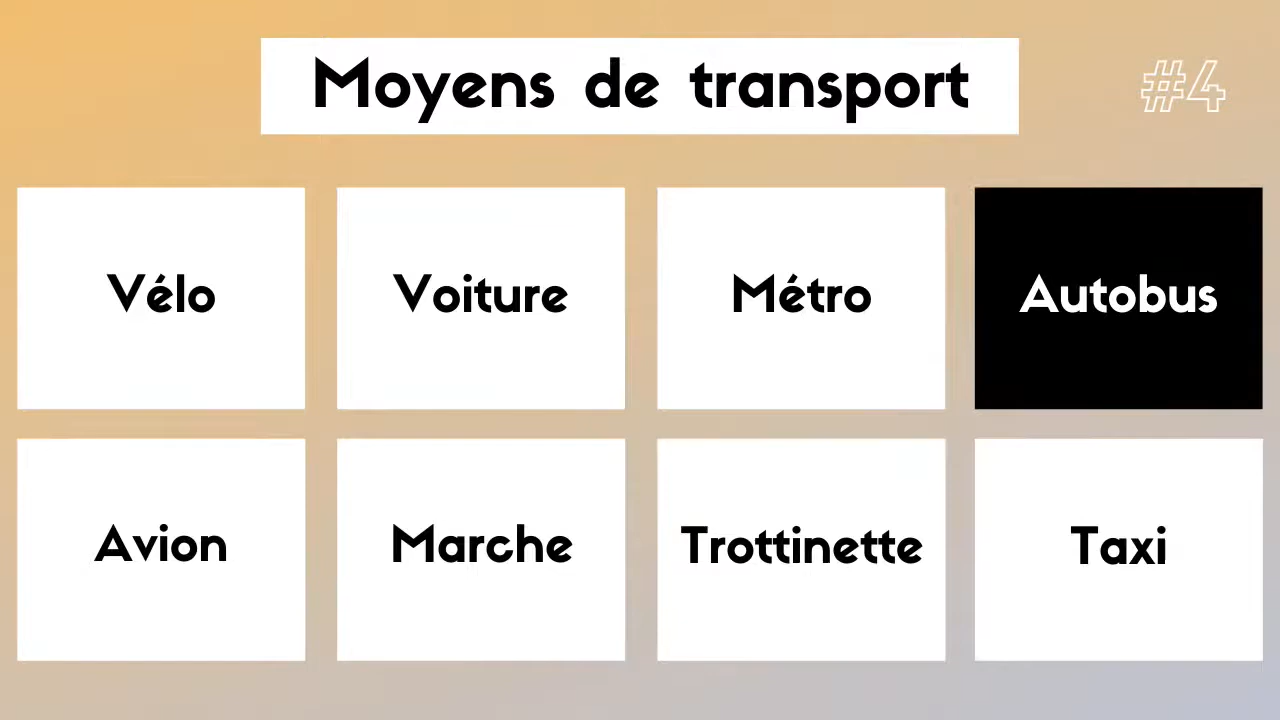 Moyens de transport
#4
Vélo
Voiture
Métro
Autobus
Avion
Marche
Trottinette
Taxi